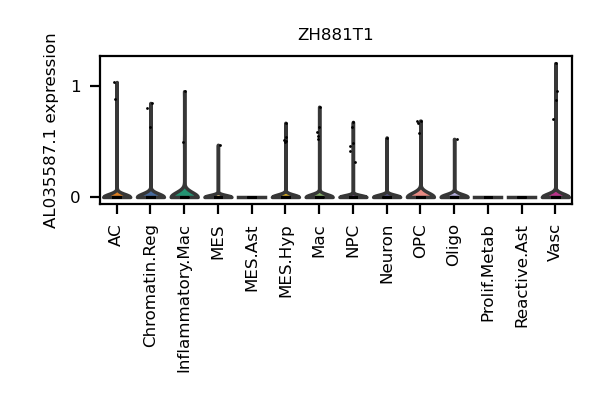 ZH881T1
AL035587.1 expression
1
0
AC
Chromatin.Reg
Inflammatory.Mac
MES
MES.Ast
MES.Hyp
Mac
NPC
Neuron
OPC
Oligo
Prolif.Metab
Reactive.Ast
Vasc